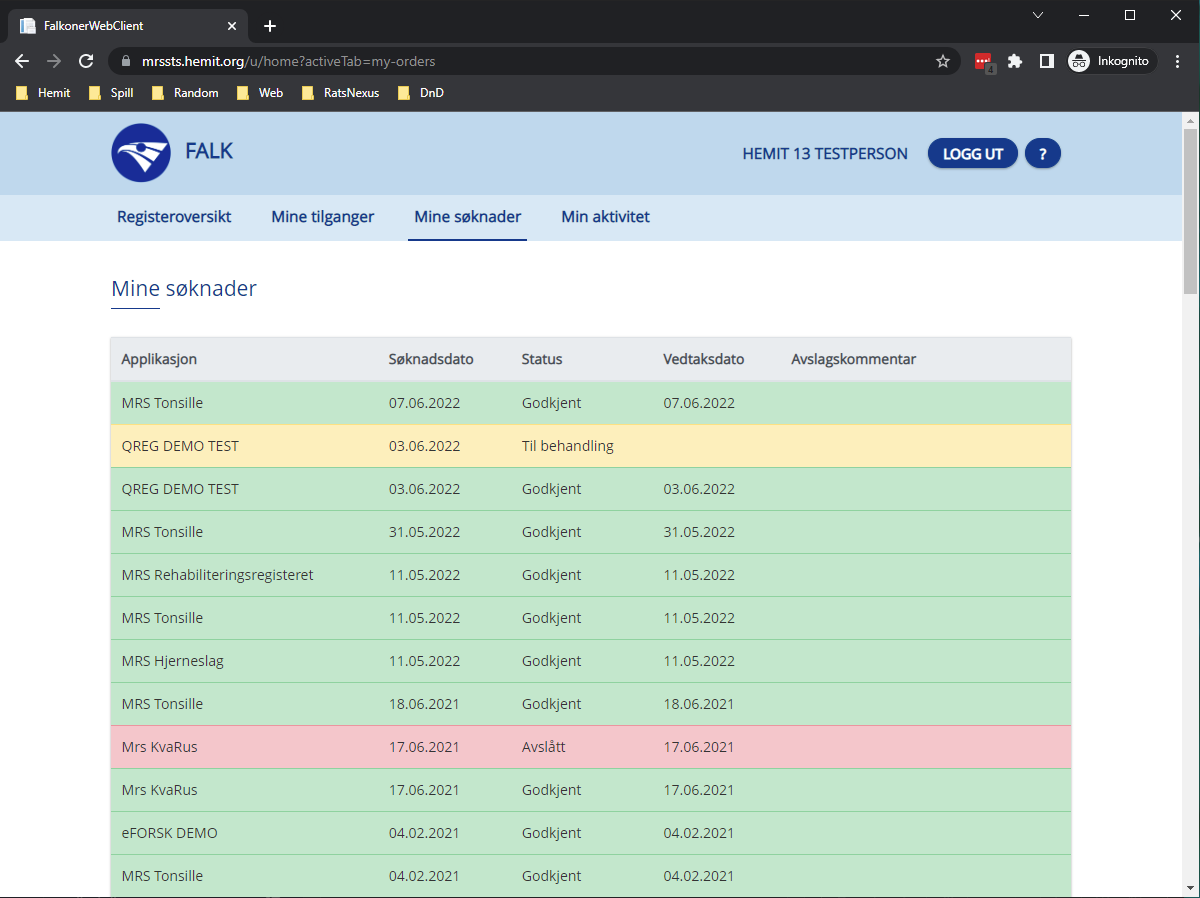 FalkonerWebClient
mrssts.hemit.org/u/home?activeTab=my-orders
4
Inkognito
Hemit Spill Random Web RatsNexus DnD
FALK HEMIT 13 TESTPERSON LOGG UT ?
Registeroversikt Mine tilganger Mine søknader Min aktivitet
Mine søknader
Applikasjon Søknadsdato Status Vedtaksdato Avslagskommentar
MRS Tonsille 07.06.2022 Godkjent 07.06.2022
QREG DEMO TEST 03.06.2022 Til behandling
QREG DEMO TEST 03.06.2022 Godkjent 03.06.2022
MRS Tonsille 31.05.2022 Godkjent 31.05.2022
MRS Rehabiliteringsregisteret 11.05.2022 Godkjent 11.05.2022
MRS Tonsille 11.05.2022 Godkjent 11.05.2022
MRS Hjerneslag 11.05.2022 Godkjent 11.05.2022
MRS Tonsille 18.06.2021 Godkjent 18.06.2021
Mrs KvaRus 17.06.2021 Avslått 17.06.2021
Mrs KvaRus 17.06.2021 Godkjent 17.06.2021
eFORSK DEMO 04.02.2021 Godkjent 04.02.2021
MRS Tonsille 04.02.2021 Godkjent 04.02.2021